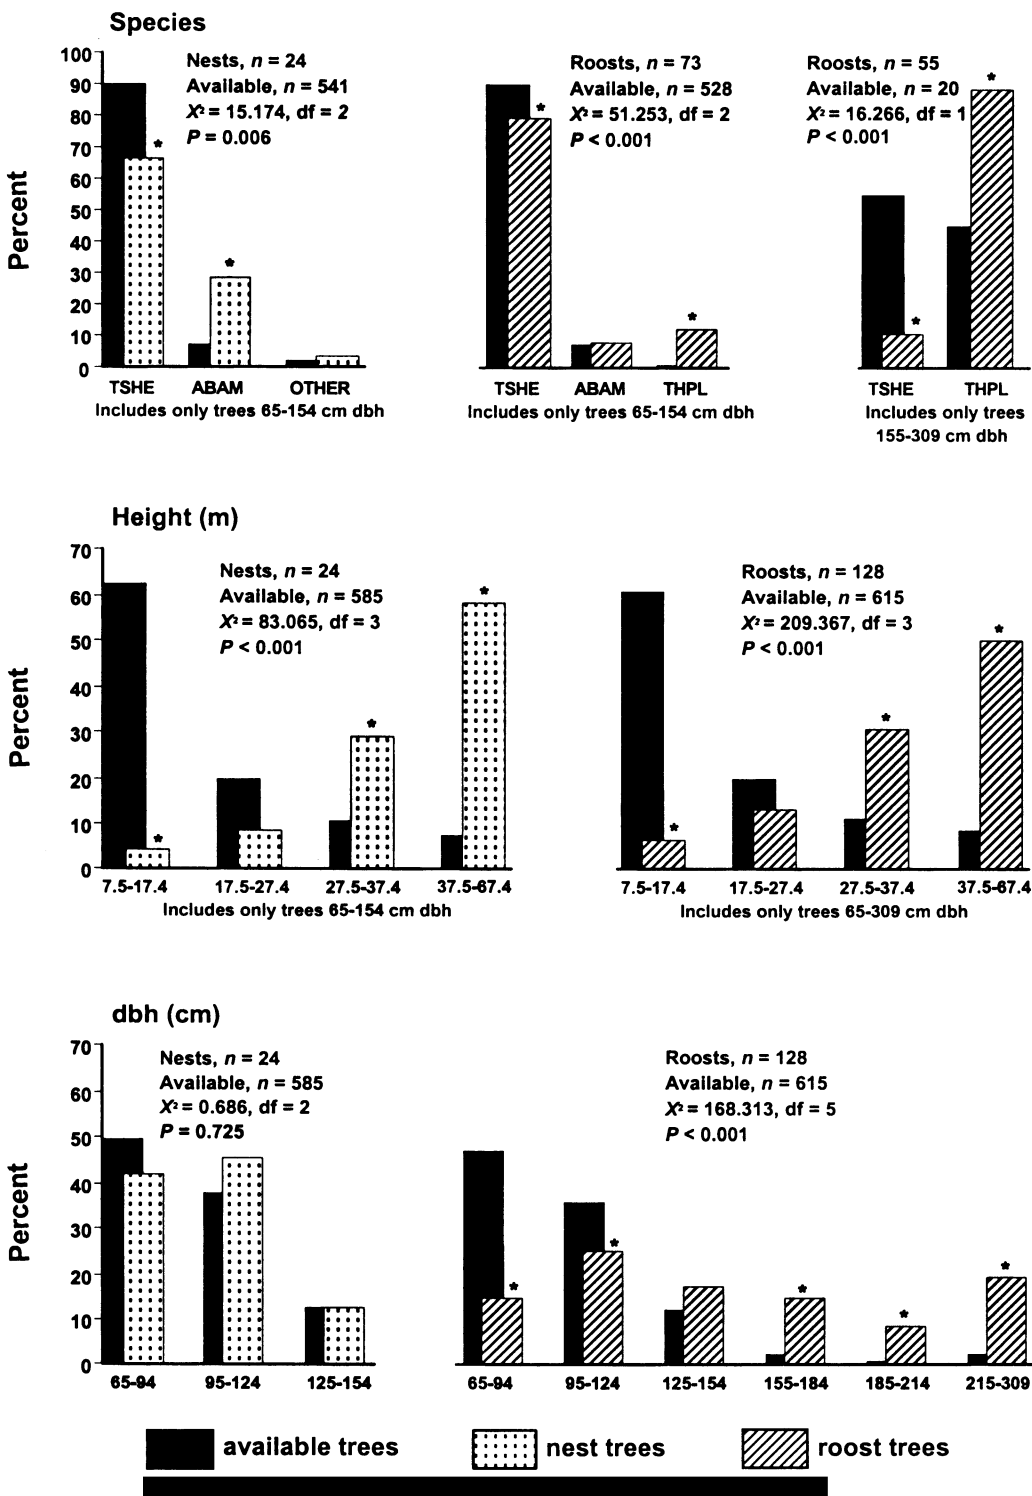 Species
Percent
100
90
80
70
60
50
40
30
20
10
0
Nests, n = 24
Available, n = 541
X² = 15.174, df = 2
P = 0.006
*
*
TSHE ABAM OTHER
Includes only trees 65-154 cm dbh
Roosts, n = 73
Available, n = 528
X² = 51.253, df = 2
P < 0.001
*
*
TSHE ABAM THPL
Includes only trees 65-154 cm dbh
Roosts, n = 55
Available, n = 20
X² = 16.266, df = 1
P < 0.001
*
*
TSHE THPL
Includes only trees
155-309 cm dbh
Height (m)
Percent
70
60
50
40
30
20
10
0
Nests, n = 24
Available, n = 585
X² = 83.065, df = 3
P < 0.001
*
*
*
7.5-17.4 17.5-27.4 27.5-37.4 37.5-67.4
Includes only trees 65-154 cm dbh
Roosts, n = 128
Available, n = 615
X² = 209.367, df = 3
P < 0.001
*
*
*
7.5-17.4 17.5-27.4 27.5-37.4 37.5-67.4
Includes only trees 65-309 cm dbh
dbh (cm)
Percent
70
60
50
40
30
20
10
0
Nests, n = 24
Available, n = 585
X² = 0.686, df = 2
P = 0.725
65-94 95-124 125-154
Roosts, n = 128
Available, n = 615
X² = 168.313, df = 5
P < 0.001
*
*
*
*
*
65-94 95-124 125-154 155-184 185-214 215-309
available trees nest trees roost trees